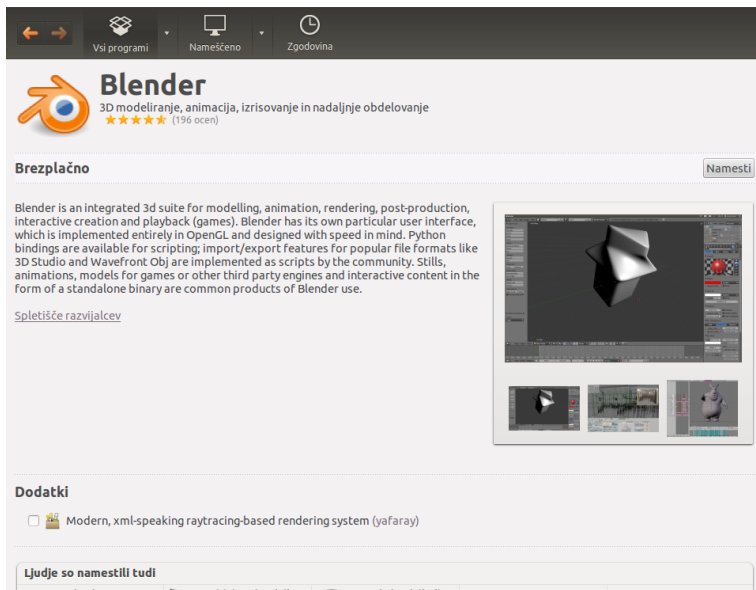 Vsi programi
Nameščeno
Zgodovina
Blender
3D modeliranje, animacija, izrisovanje in nadaljnje obdelovanje
(196 ocen)
Brezplačno
Namesti
Blender is an integrated 3d suite for modelling, animation, rendering, post-production,
interactive creation and playback (games). Blender has its own particular user interface,
which is implemented entirely in OpenGL and designed with speed in mind. Python
bindings are available for scripting; import/export features for popular file formats like
3D Studio and Wavefront Obj are implemented as scripts by the community. Stills,
animations, models for games or other third party engines and interactive content in the
form of a standalone binary are common products of Blender use.
Spletišče razvijalcev
Dodatki
Modern, xml-speaking raytracing-based rendering system (yafaray)
Ljudje so namestili tudi